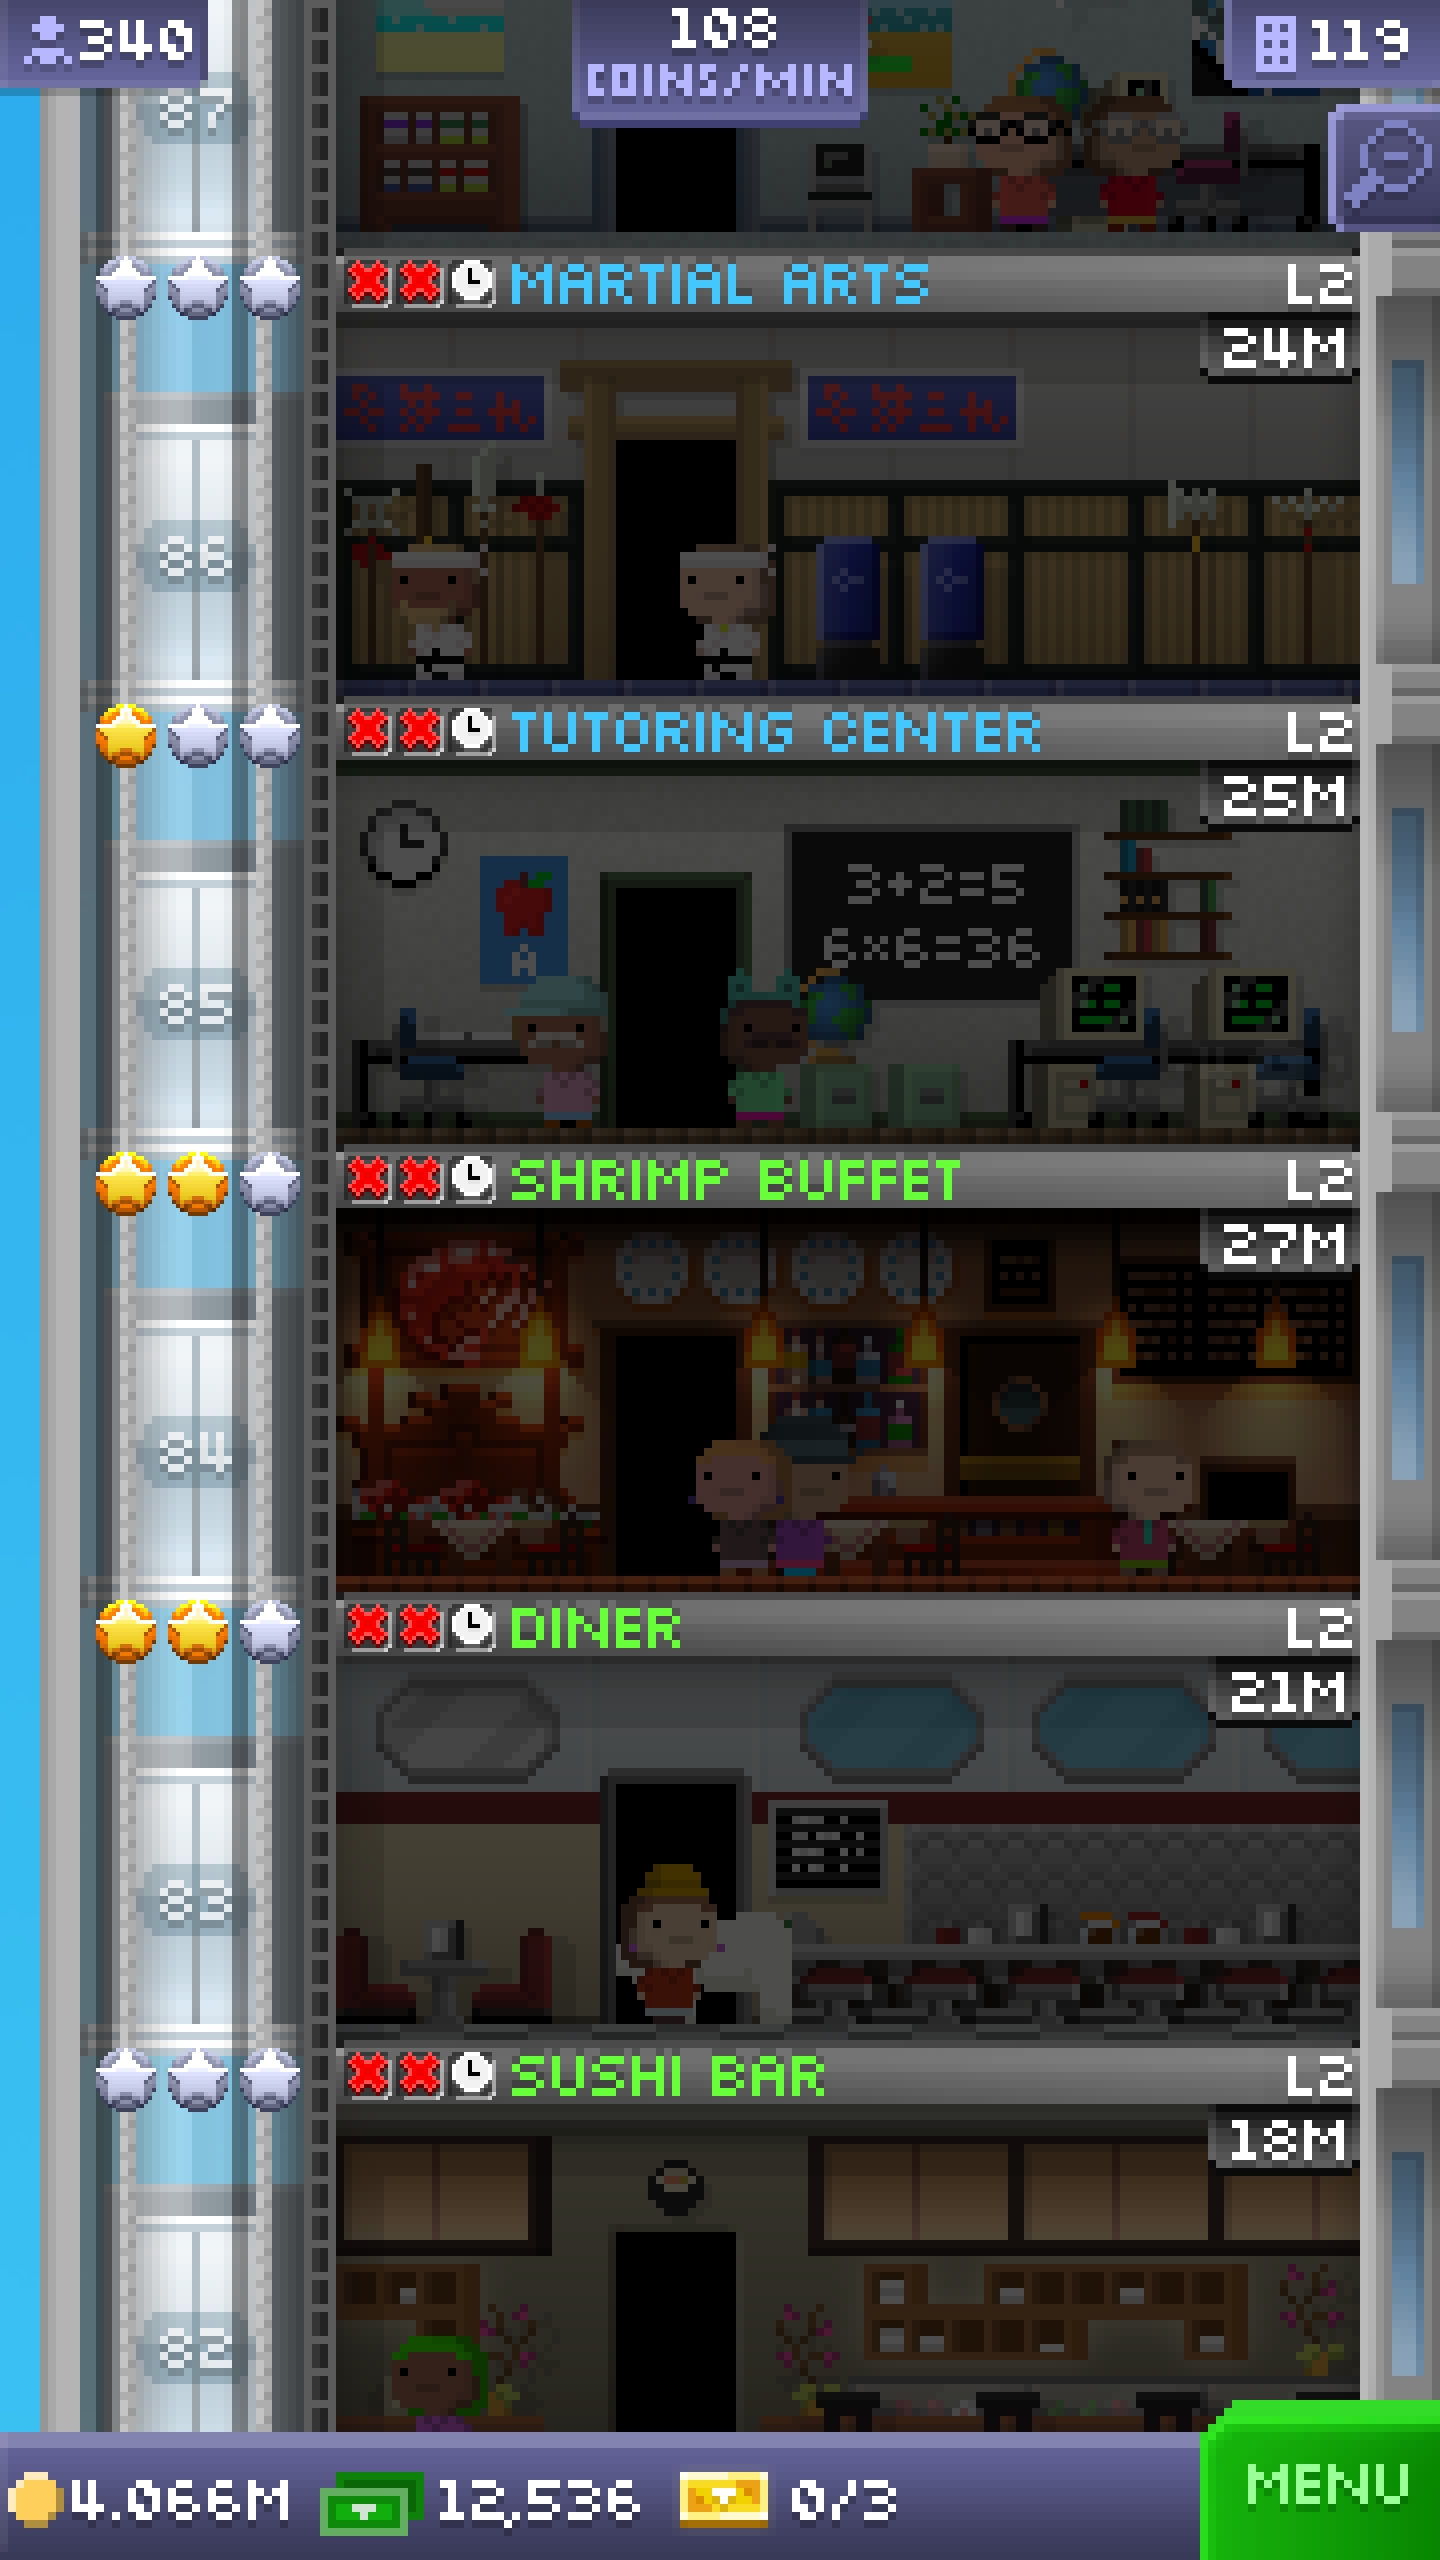 340
108
COINS/MIN
119
87
MARTIAL ARTS
L2
24M
86
TUTORING CENTER
L2
25M
3+2=5
6×6=36
A
85
SHRIMP BUFFET
L2
27M
84
DINER
L2
21M
83
SUSHI BAR
L2
18M
82
4.066M
12,536
0/3
MENU